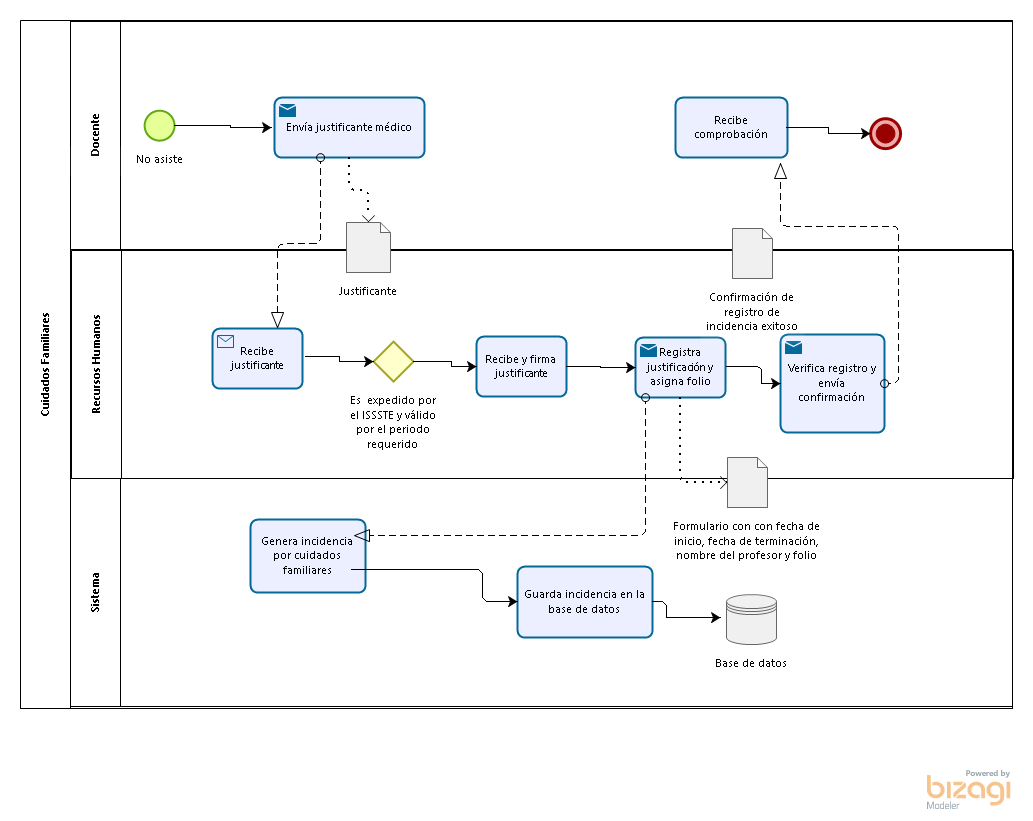 Cuidados Familiares
Docente
No asiste
Envía justificante médico
Justificante
Recibe
comprobación
Recursos Humanos
Recibe
justificante
Es  expedido por
el ISSSTE y válido
por el periodo
requerido
Recibe y firma
justificante
Registra
justificación y
asigna folio
Confirmación de
registro de
incidencia exitoso
Verifica registro y
envía
confirmación
Sistema
Genera incidencia
por cuidados
familiares
Guarda incidencia en la
base de datos
Formulario con con fecha de
inicio, fecha de terminación,
nombre del profesor y folio
Base de datos
Powered by
bizagi
Modeler